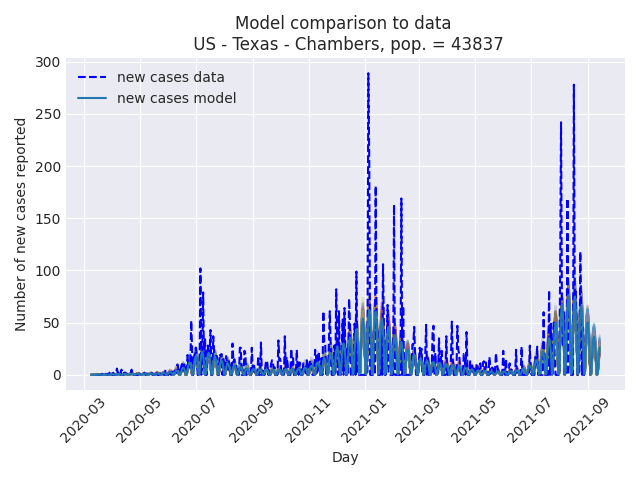 Model comparison to data
US - Texas - Chambers, pop. = 43837
new cases data
new cases model
Number of new cases reported
300
250
200
150
100
50
0
2020-03
2020-05
2020-07
2020-09
2020-11
2021-01
2021-03
2021-05
2021-07
2021-09
Day